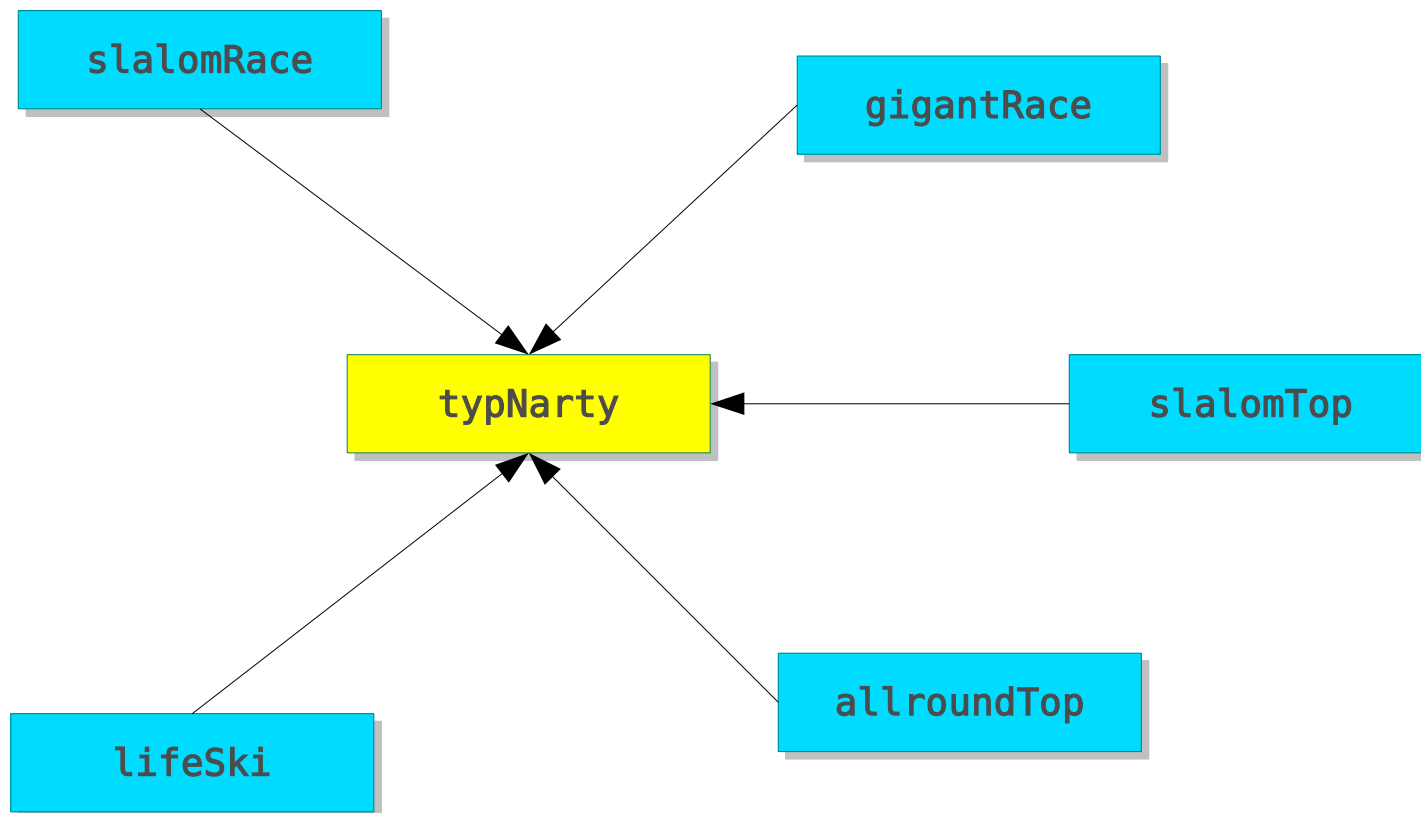 slalomRace
gigantRace
typNarty
slalomTop
allroundTop
lifeSki